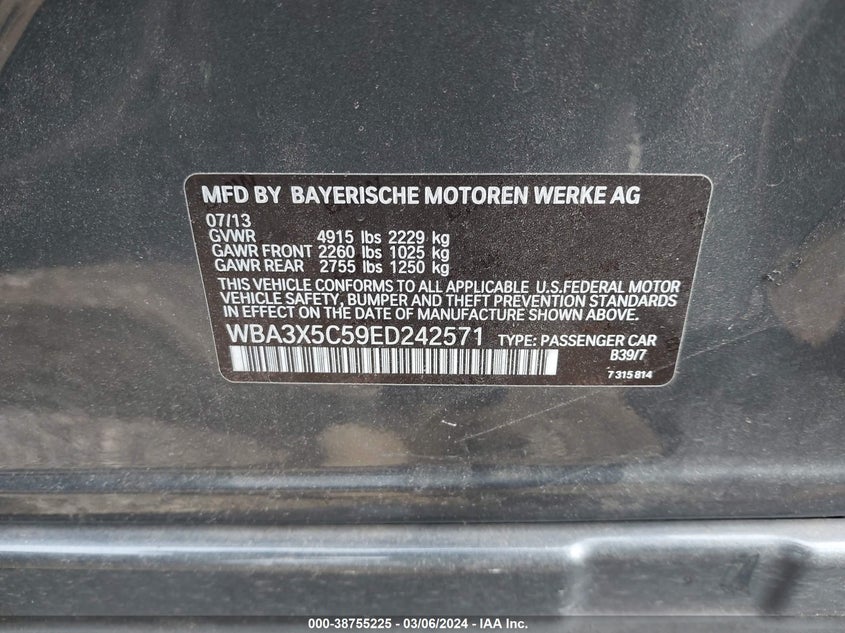 MFD BY BAYERISCHE MOTOREN WERKE AG
07/13
GVWR 4915 lbs 2229 kg
GAWR FRONT 2260 lbs 1025 kg
GAWR REAR 2755 lbs 1250 kg
THIS VEHICLE CONFORMS TO ALL APPLICABLE U.S.FEDERAL MOTOR
VEHICLE SAFETY, BUMPER AND THEFT PREVENTION STANDARDS
IN EFFECT ON THE DATE OF MANUFACTURE SHOWN ABOVE.
WBA3X5C59ED242571 TYPE: PASSENGER CAR
B39/7
7 315 814
000-38755225 - 03/06/2024 - IAA Inc.